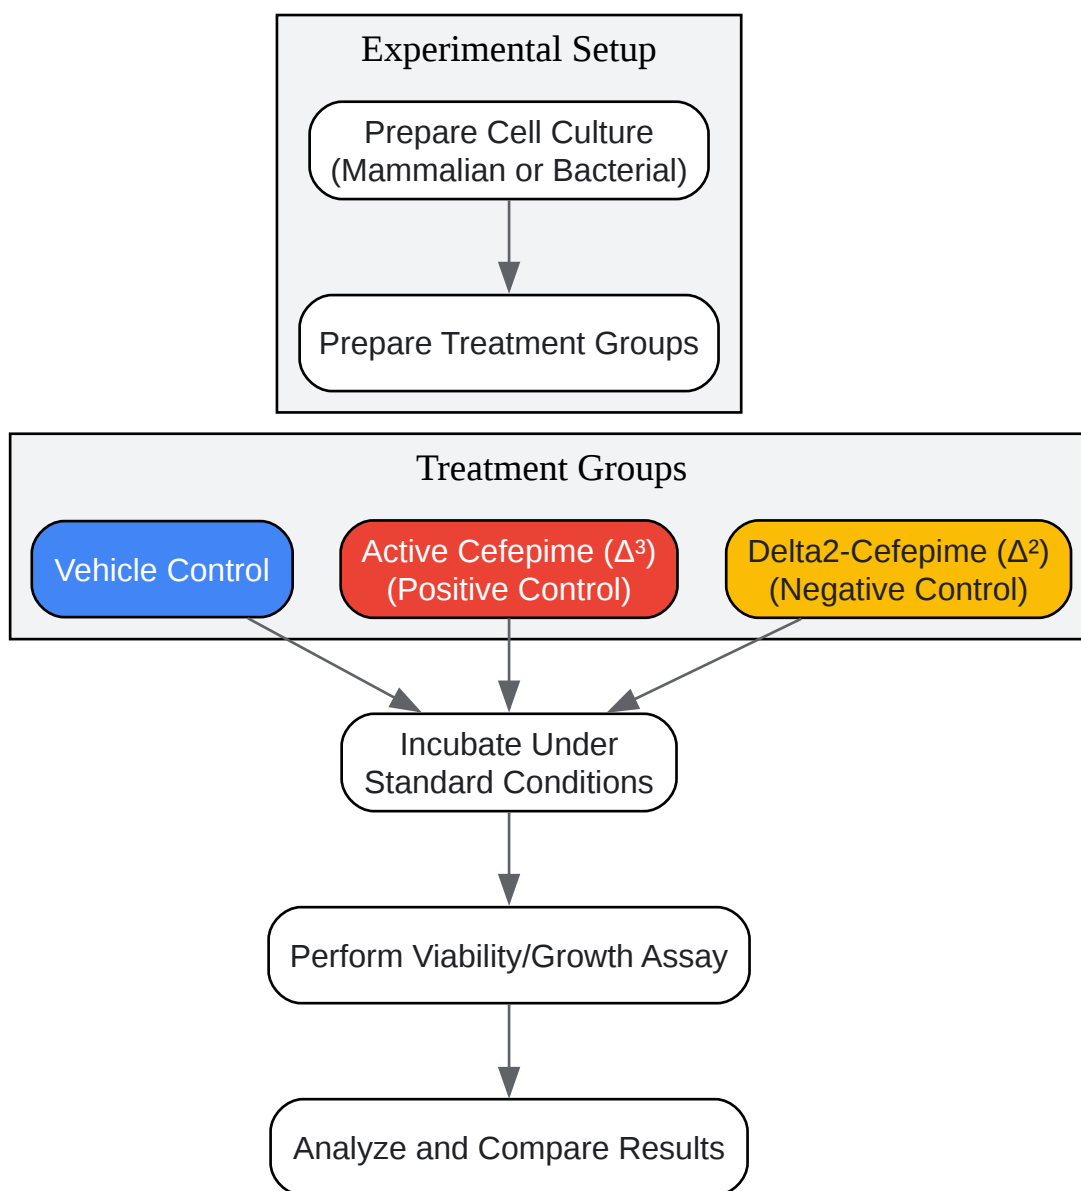 Experimental Setup
Prepare Cell Culture
(Mammalian or Bacterial)
Prepare Treatment Groups
Treatment Groups
Vehicle Control
Active Cefepime (Δ³)
(Positive Control)
Delta2-Cefepime (Δ²)
(Negative Control)
Incubate Under
Standard Conditions
Perform Viability/Growth Assay
Analyze and Compare Results